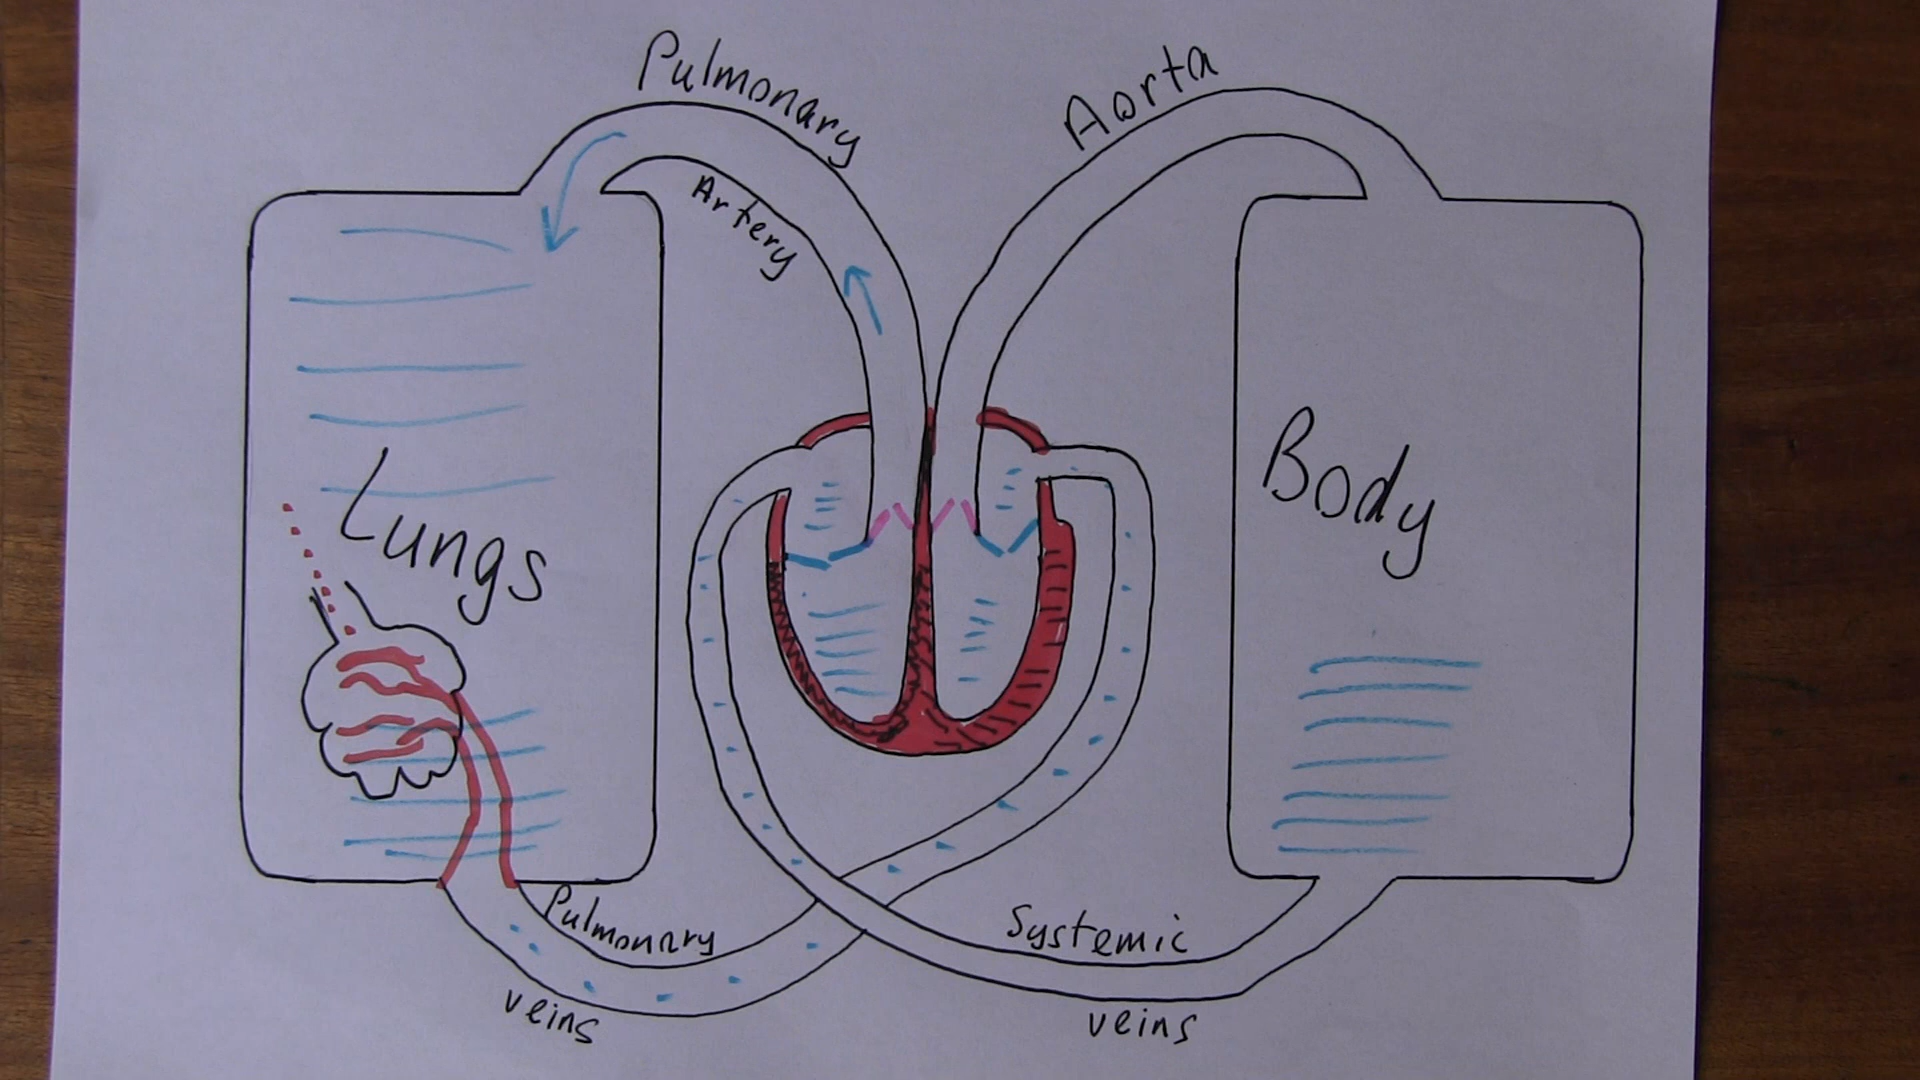 Pulmonary
Artery
Aorta
Lungs
Body
Pulmonary
veins
Systemic
veins